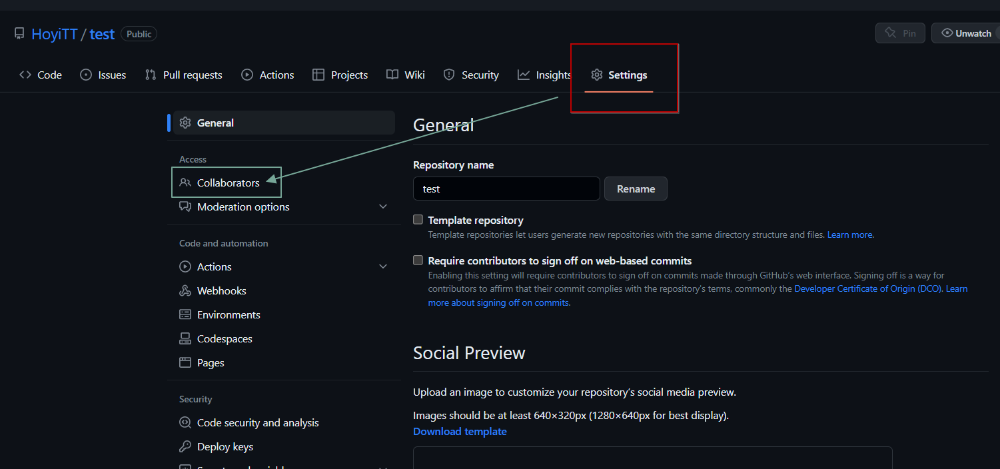 HoyiTT / test Public
Pin
Unwatch
Code Issues Pull requests Actions Projects Wiki Security Insights Settings
General
Access
Collaborators
Moderation options
Code and automation
Actions
Webhooks
Environments
Codespaces
Pages
Security
Code security and analysis
Deploy keys
General
Repository name
test
Rename
Template repository
Template repositories let users generate new repositories with the same directory structure and files. Learn more.
Require contributors to sign off on web-based commits
Enabling this setting will require contributors to sign off on commits made through GitHub's web interface. Signing off is a way for
contributors to affirm that their commit complies with the repository's terms, commonly the Developer Certificate of Origin (DCO). Learn
more about signing off on commits.
Social Preview
Upload an image to customize your repository's social media preview.
Images should be at least 640×320px (1280×640px for best display).
Download template